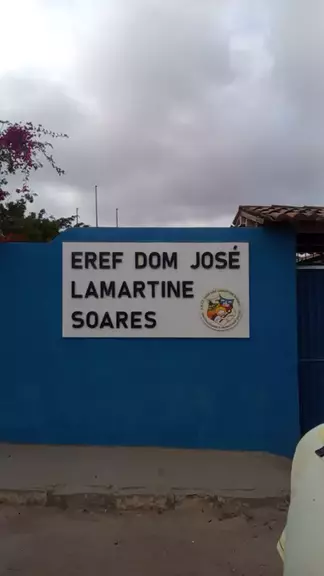 EREF DOM JOSÉ
LAMARTINE
SOARES